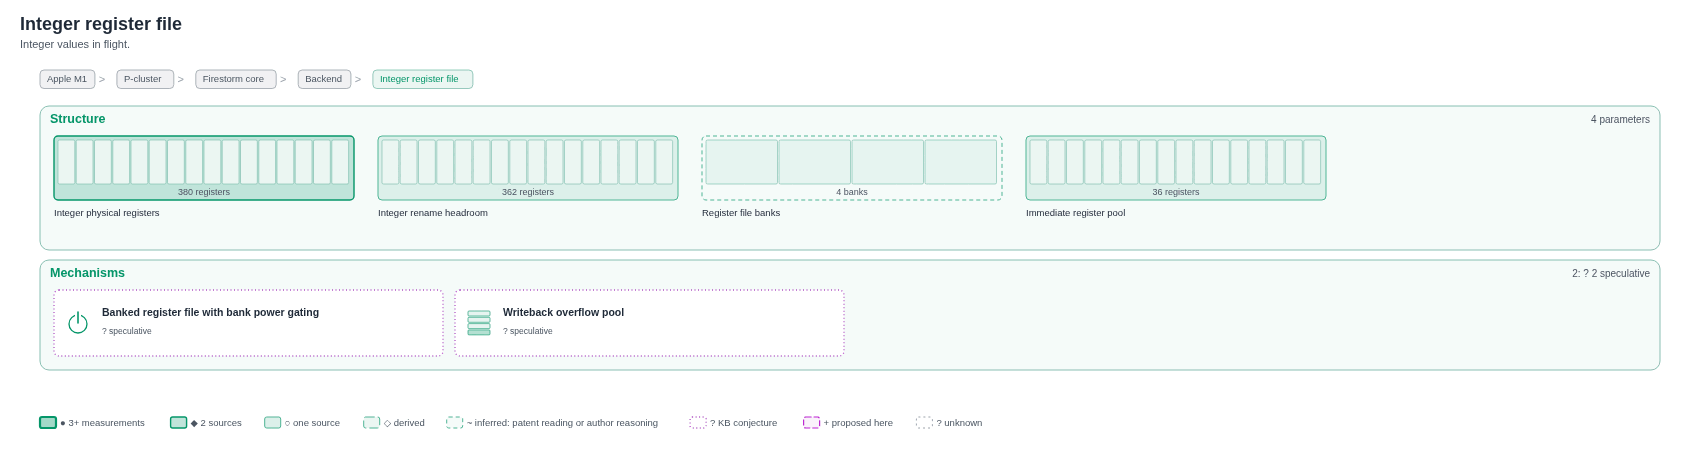 Integer register file
Integer values in flight.
Apple M1 > P-cluster > Firestorm core > Backend > Integer register file
Structure
4 parameters
380 registers
362 registers
4 banks
36 registers
Integer physical registers
Integer rename headroom
Register file banks
Immediate register pool
Mechanisms
2: ? 2 speculative
Banked register file with bank power gating
? speculative
Writeback overflow pool
? speculative
● 3+ measurements
◆ 2 sources
○ one source
◇ derived
~ inferred: patent reading or author reasoning
? KB conjecture
+ proposed here
? unknown